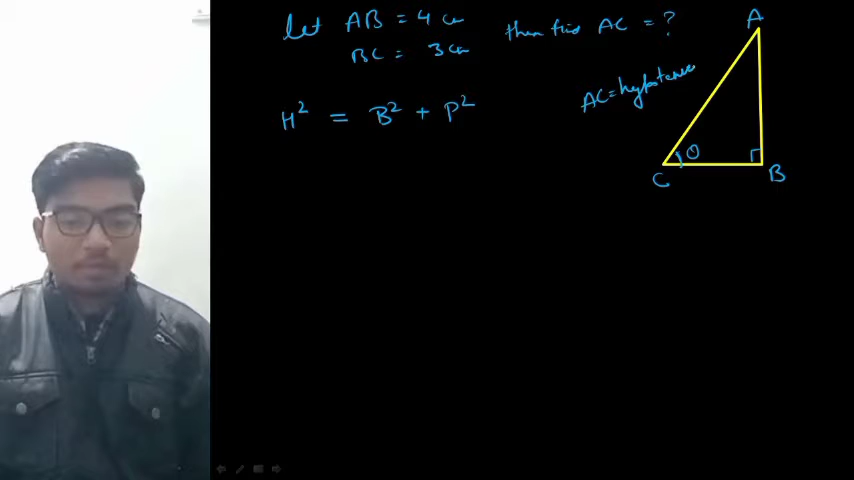 let AB = 4 cm then find AC = ?
BC = 3 cm
AC = hypotenuse
H² = B² + P²
A
θ
C
B